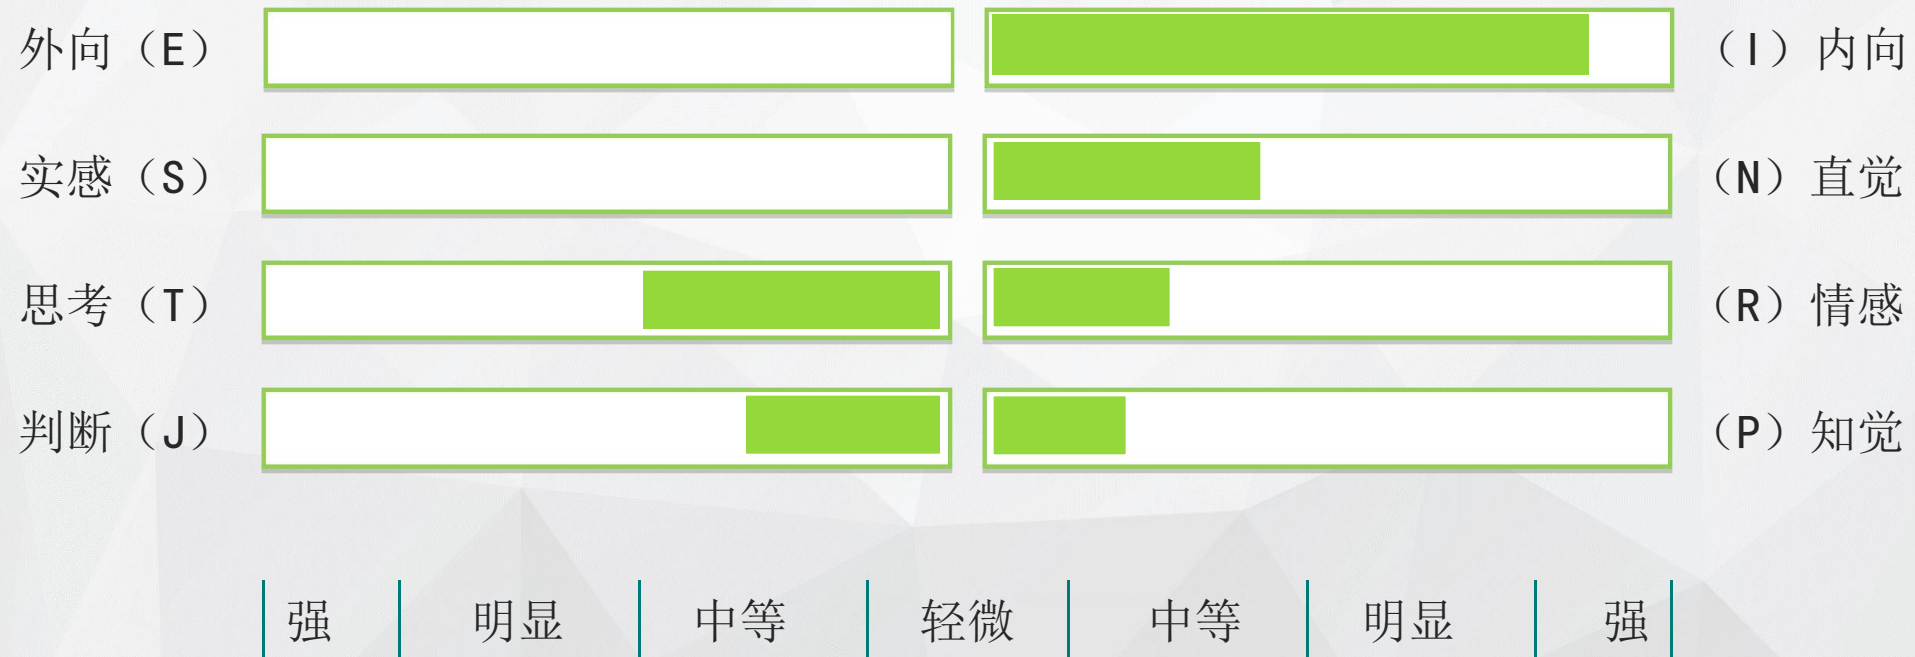 外向（E） （I）内向
实感（S） （N）直觉
思考（T） （R）情感
判断（J） （P）知觉
强 明显 中等 轻微 中等 明显 强